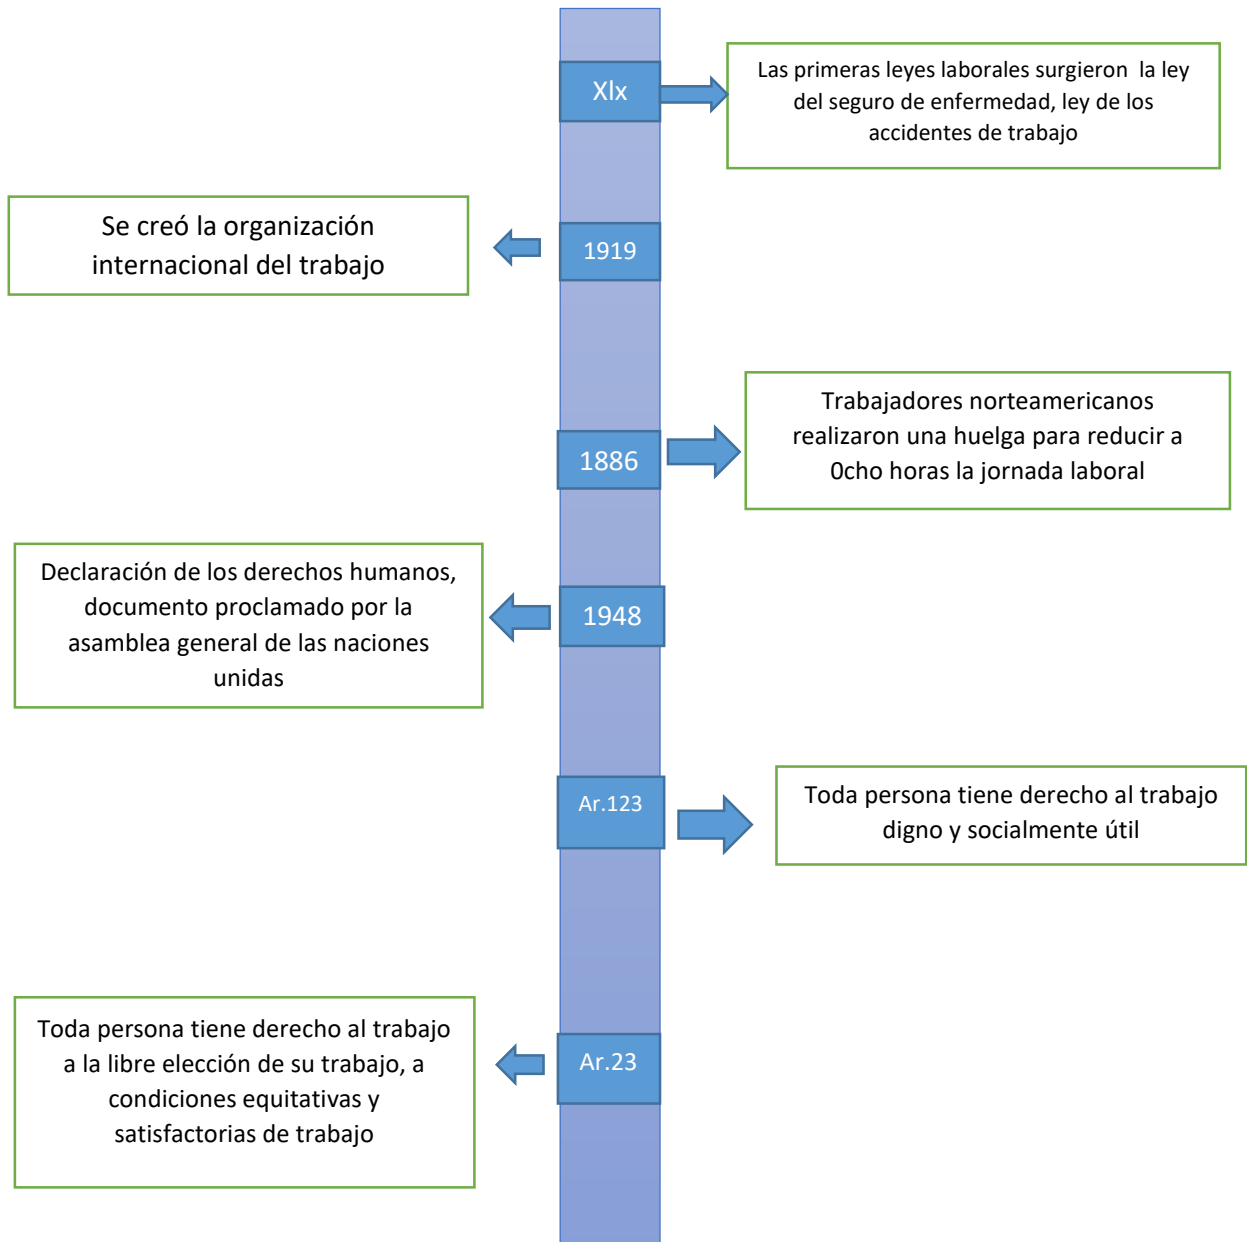 Xlx
Las primeras leyes laborales surgieron  la ley
del seguro de enfermedad, ley de los
accidentes de trabajo
Se creó la organización
internacional del trabajo
1919
1886
Trabajadores norteamericanos
realizaron una huelga para reducir a
0cho horas la jornada laboral
Declaración de los derechos humanos,
documento proclamado por la
asamblea general de las naciones
unidas
1948
Ar.123
Toda persona tiene derecho al trabajo
digno y socialmente útil
Toda persona tiene derecho al trabajo
a la libre elección de su trabajo, a
condiciones equitativas y
satisfactorias de trabajo
Ar.23